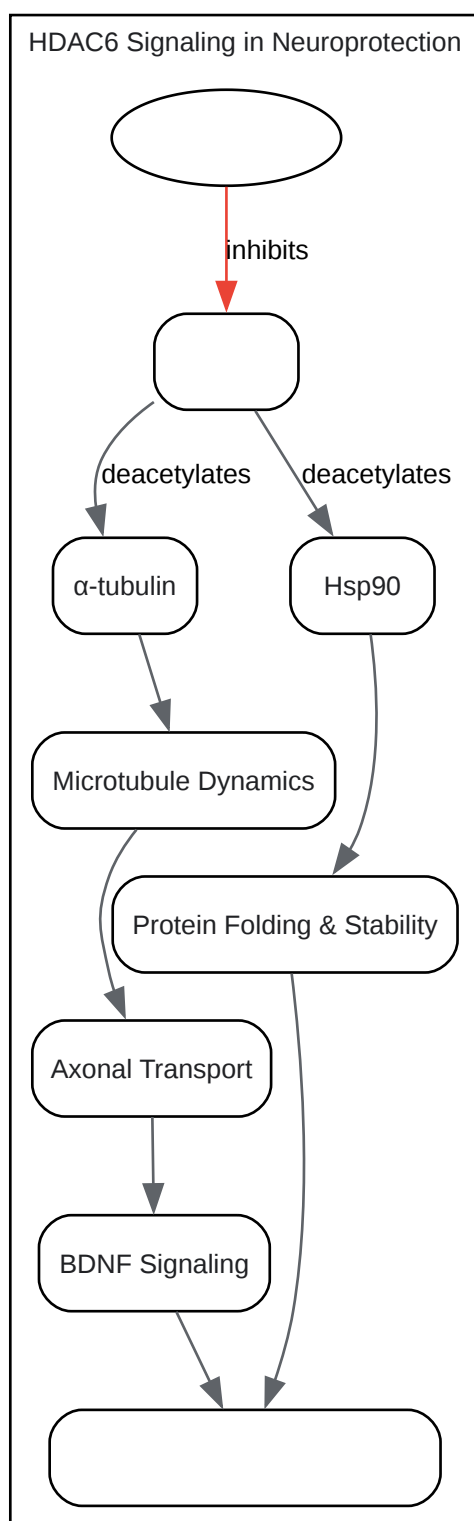 HDAC6 Signaling in Neuroprotection
inhibits
deacetylates
deacetylates
α-tubulin
Hsp90
Microtubule Dynamics
Protein Folding & Stability
Axonal Transport
BDNF Signaling